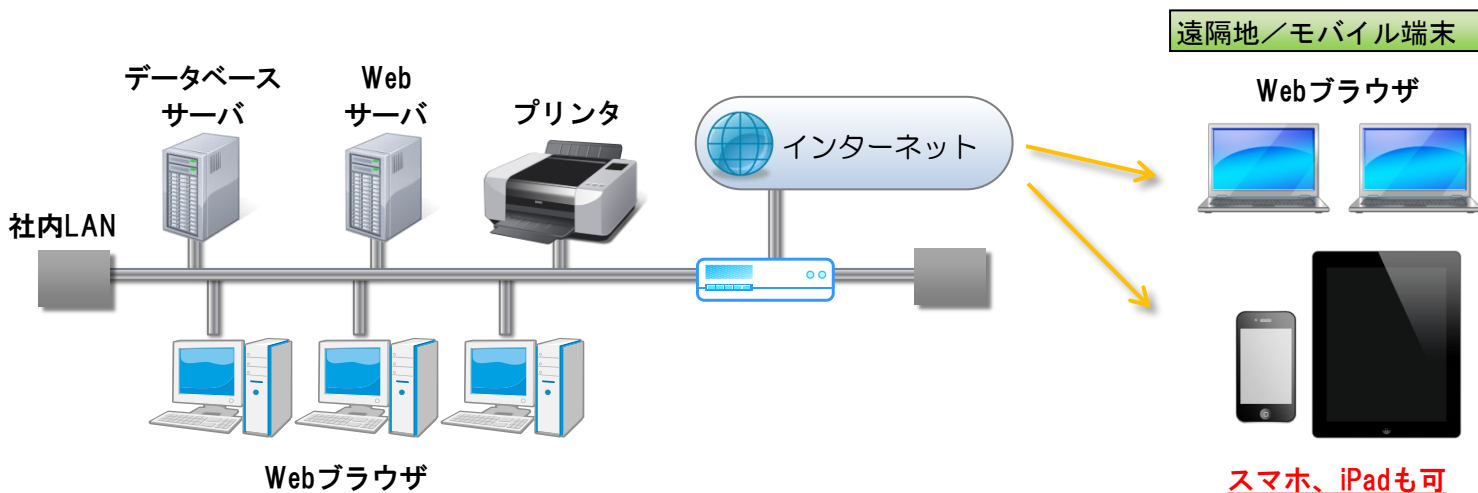 遠隔地／モバイル端末
データベース
サーバ
Web
サーバ
プリンタ
インターネット
Webブラウザ
社内LAN
Webブラウザ
スマホ、iPadも可